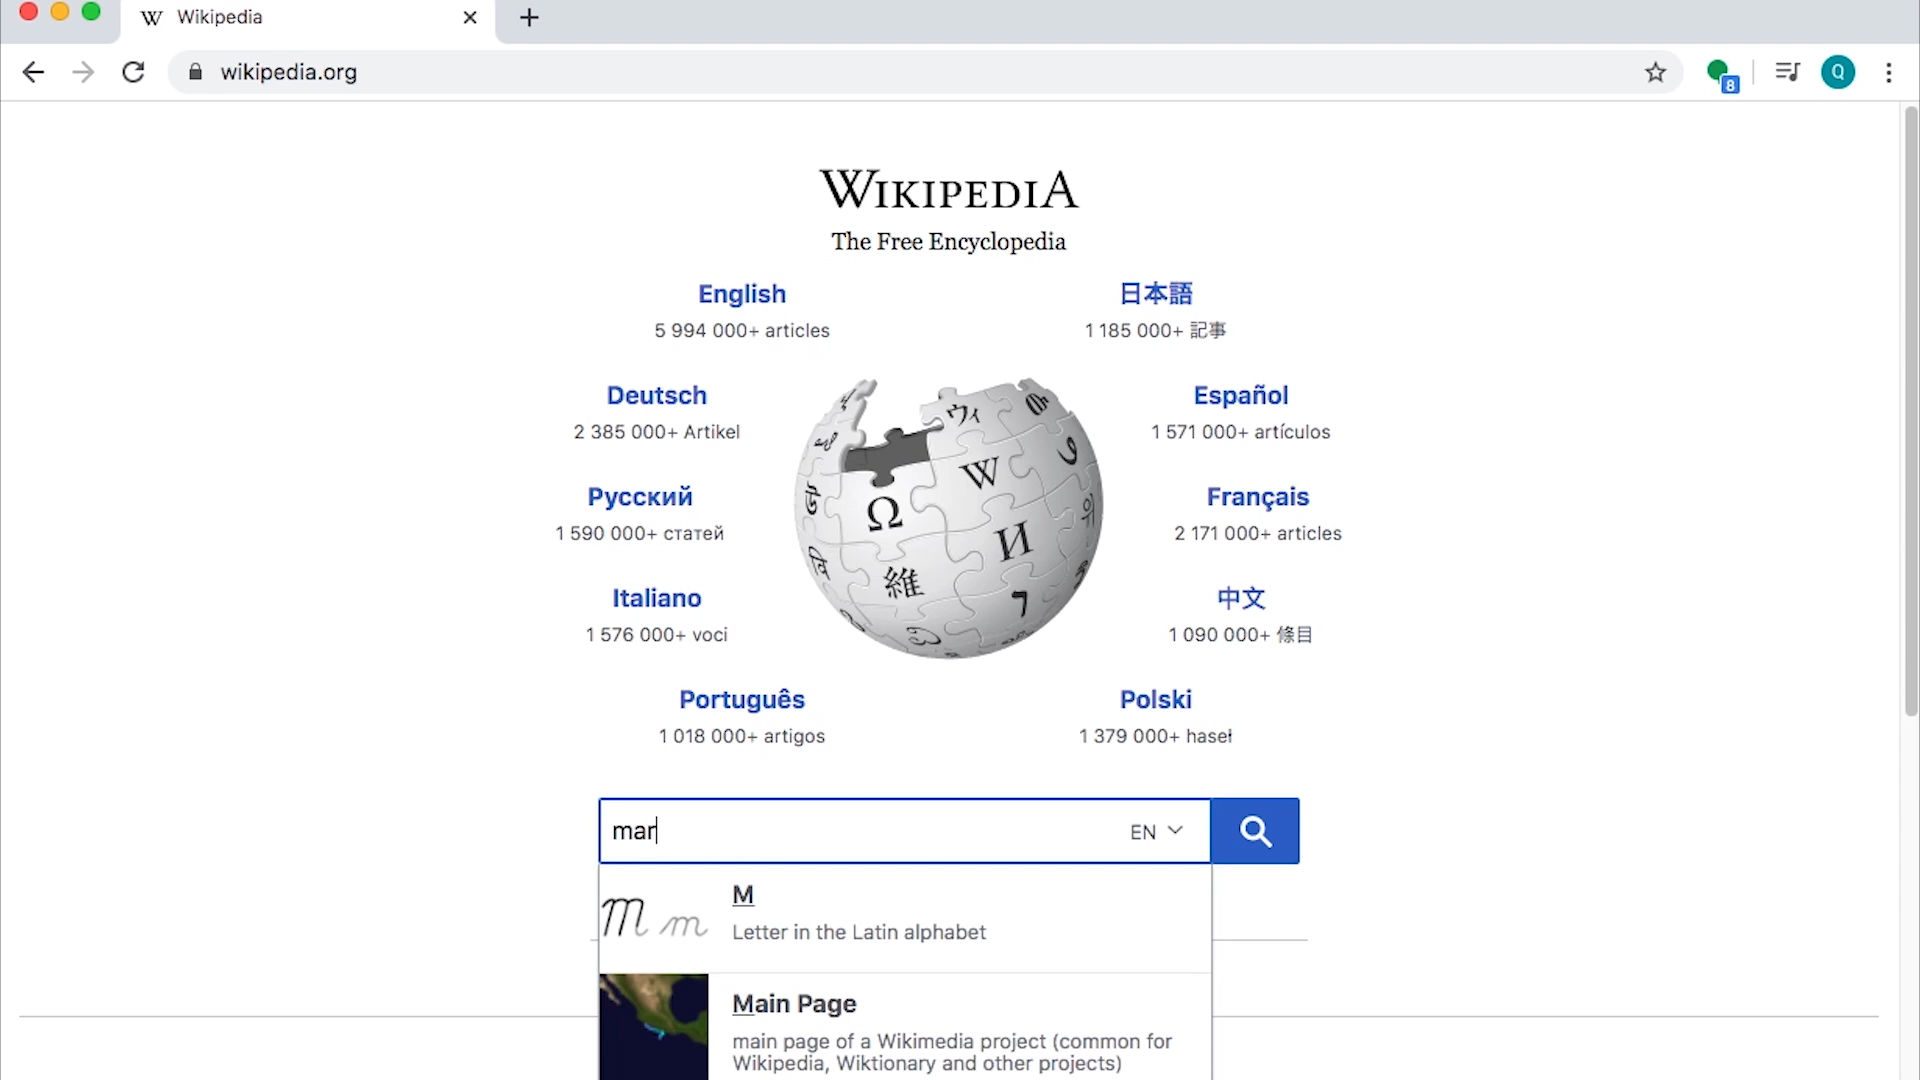 Wikipedia
wikipedia.org
8
Q
WIKIPEDIA
The Free Encyclopedia
English
5 994 000+ articles
日本語
1 185 000+ 記事
Deutsch
2 385 000+ Artikel
Español
1 571 000+ artículos
Русский
1 590 000+ статей
Français
2 171 000+ articles
Italiano
1 576 000+ voci
中文
1 090 000+ 條目
Português
1 018 000+ artigos
Polski
1 379 000+ haseł
Ω
W
И
維
ウィ
mar
EN
M m
M
Letter in the Latin alphabet
Main Page
main page of a Wikimedia project (common for
Wikipedia, Wiktionary and other projects)